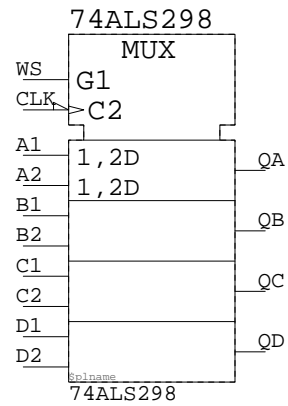 74ALS298
MUX
WS
G1
CLK
C2
A1
1,2D
QA
A2
1,2D
B1
QB
B2
C1
QC
C2
D1
QD
D2
$plname
74ALS298